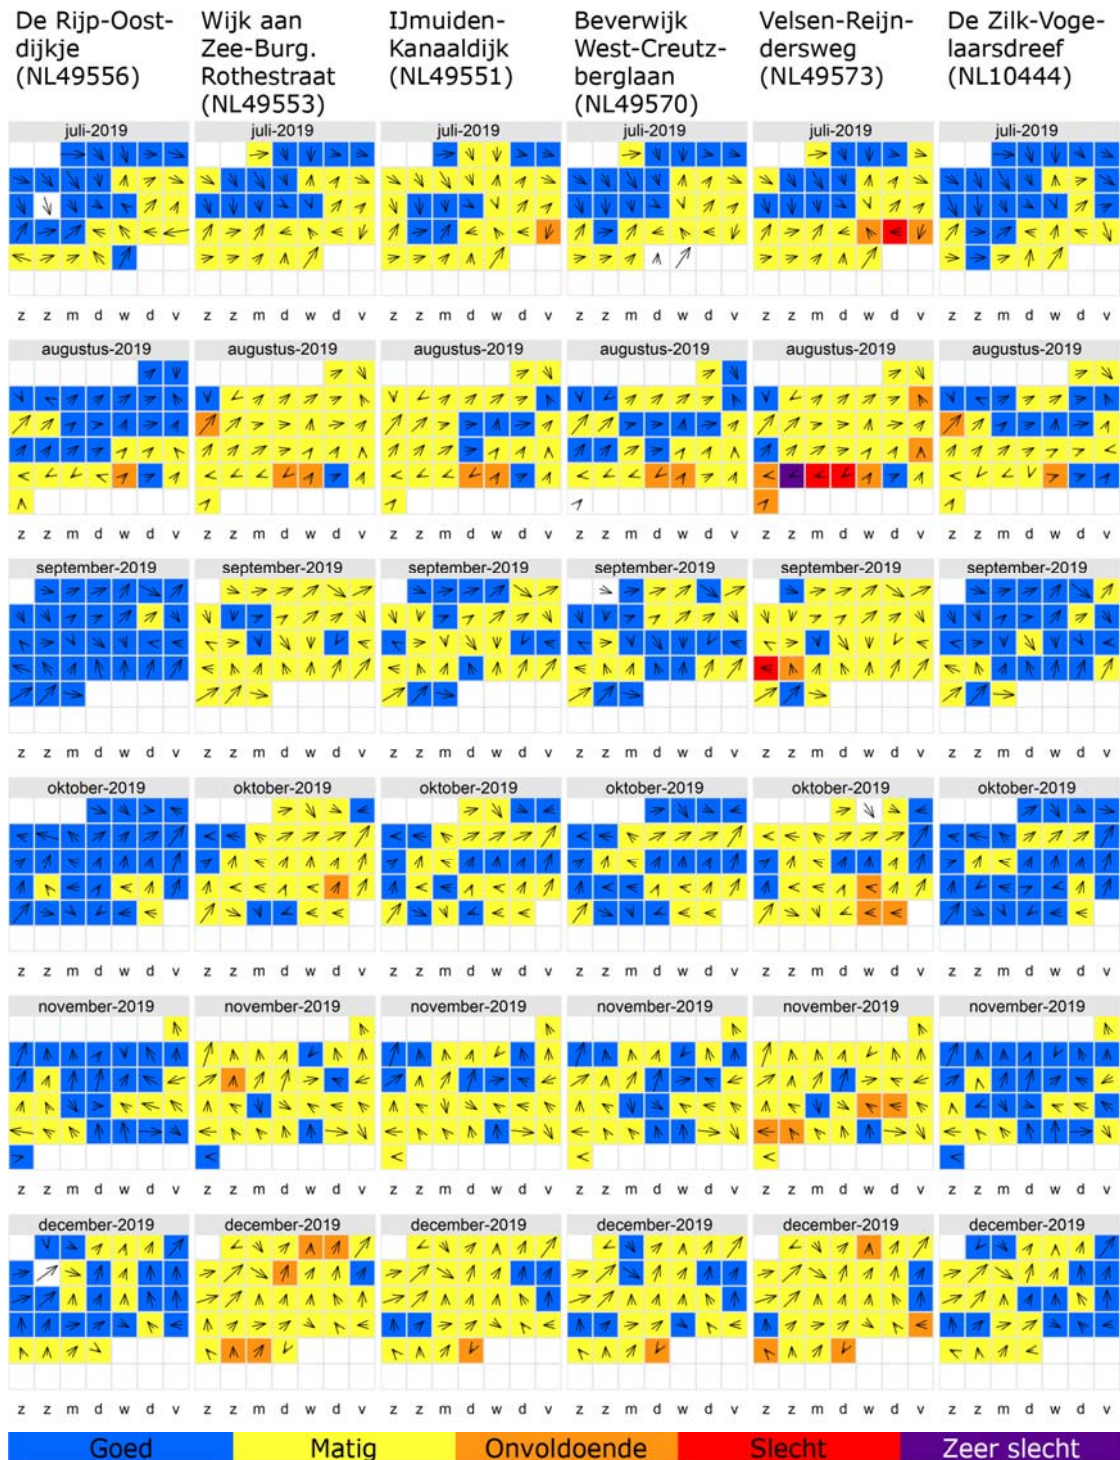 De Rijp-Oost-
dijkje
(NL49556)
Wijk aan
Zee-Burg.
Rothestraat
(NL49553)
IJmuiden-
Kanaaldijk
(NL49551)
Beverwijk
West-Creutz-
berglaan
(NL49570)
Velsen-Reijn-
dersweg
(NL49573)
De Zilk-Voge-
laarsdreef
(NL10444)
juli-2019 juli-2019 juli-2019 juli-2019 juli-2019 juli-2019
z z m d w d v z z m d w d v z z m d w d v z z m d w d v z z m d w d v z z m d w d v
augustus-2019 augustus-2019 augustus-2019 augustus-2019 augustus-2019 augustus-2019
z z m d w d v z z m d w d v z z m d w d v z z m d w d v z z m d w d v z z m d w d v
september-2019 september-2019 september-2019 september-2019 september-2019 september-2019
z z m d w d v z z m d w d v z z m d w d v z z m d w d v z z m d w d v z z m d w d v
oktober-2019 oktober-2019 oktober-2019 oktober-2019 oktober-2019 oktober-2019
z z m d w d v z z m d w d v z z m d w d v z z m d w d v z z m d w d v z z m d w d v
november-2019 november-2019 november-2019 november-2019 november-2019 november-2019
z z m d w d v z z m d w d v z z m d w d v z z m d w d v z z m d w d v z z m d w d v
december-2019 december-2019 december-2019 december-2019 december-2019 december-2019
z z m d w d v z z m d w d v z z m d w d v z z m d w d v z z m d w d v z z m d w d v
Goed Matig Onvoldoende Slecht Zeer slecht